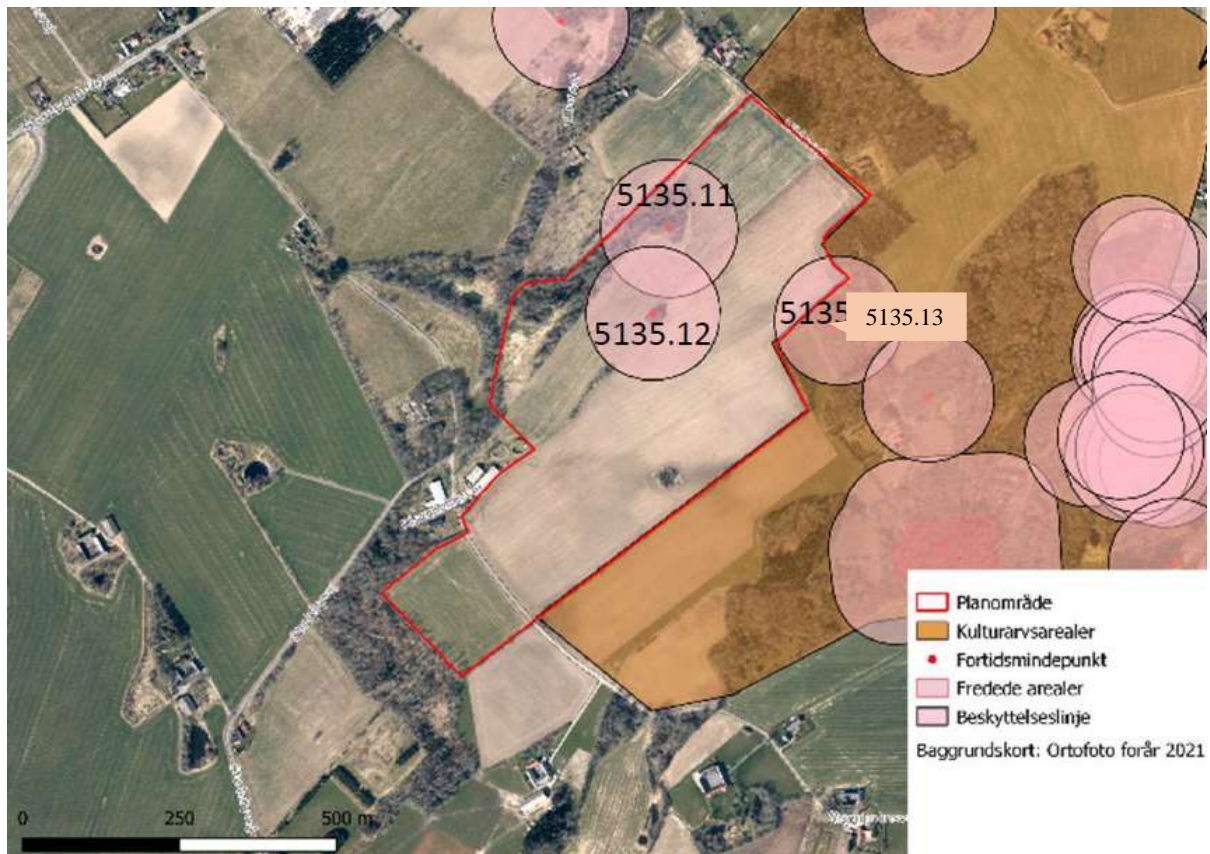 5135.11
5135.12
5135
5135.13
Planområde
Kulturarvsarealer
Fortidsmindepunkt
Fredede arealer
Beskyttelseslinje
Baggrundskort: Ortofoto forår 2021
0
250
500 m